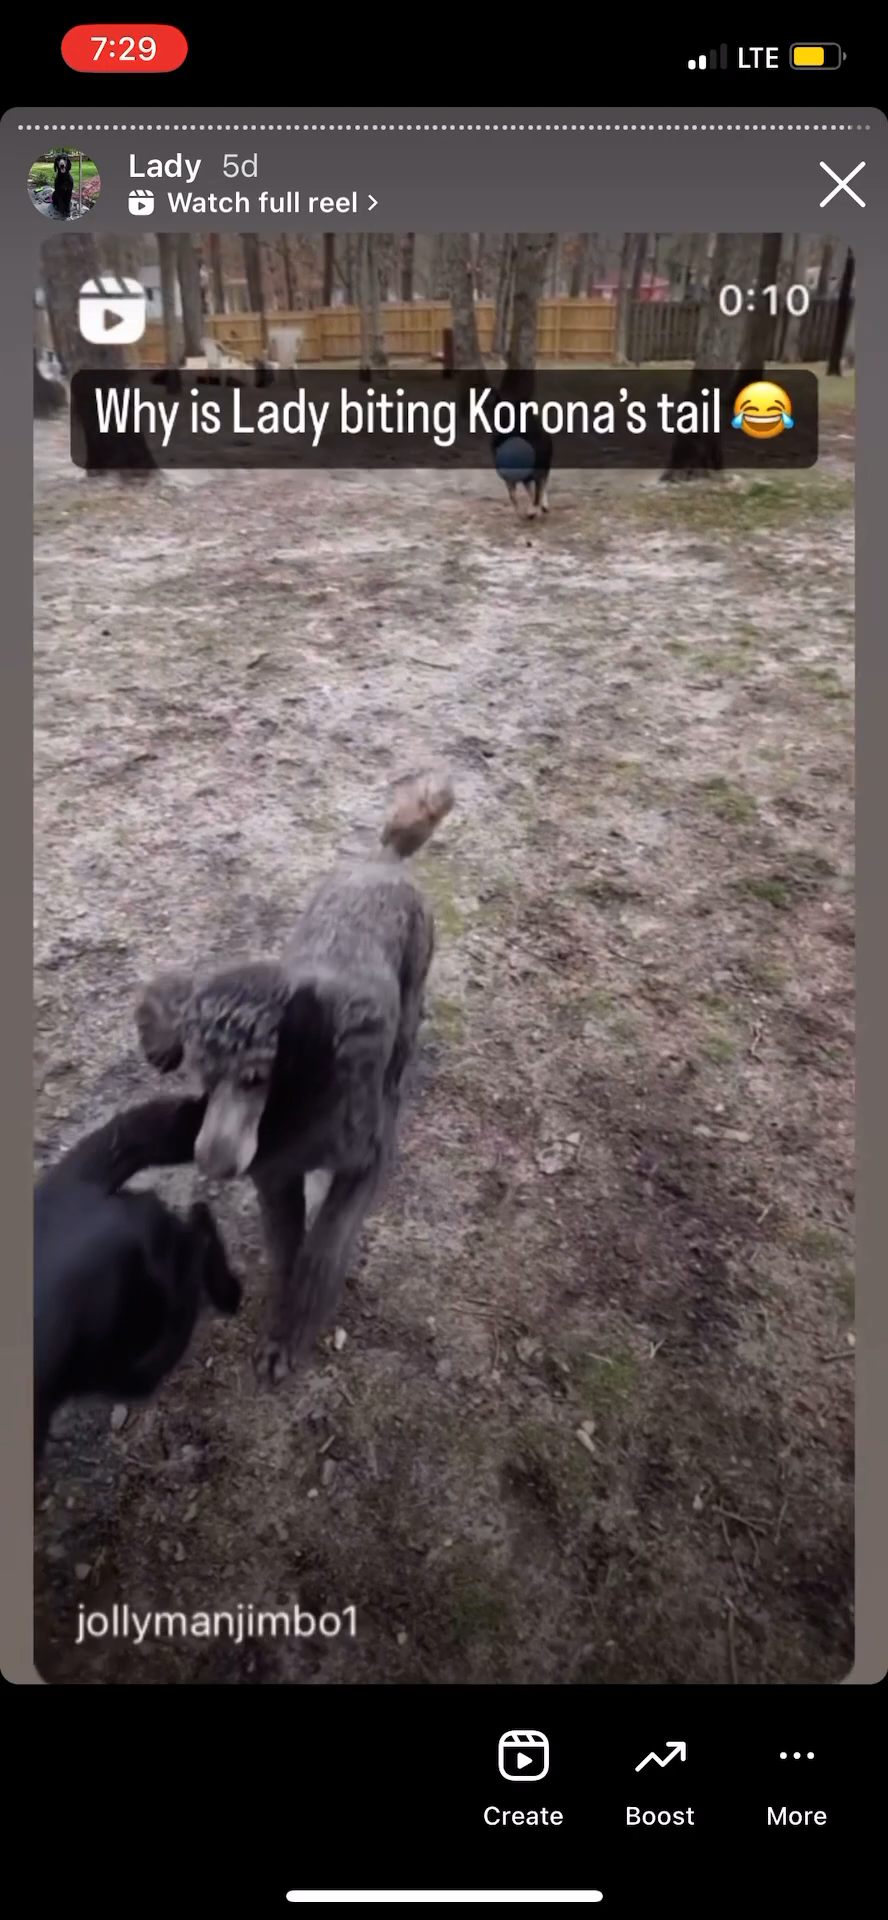 7:29
LTE
Lady 5d
Watch full reel >
0:10
Why is Lady biting Korona's tail 😂
jollymanjimbo1
Create Boost More